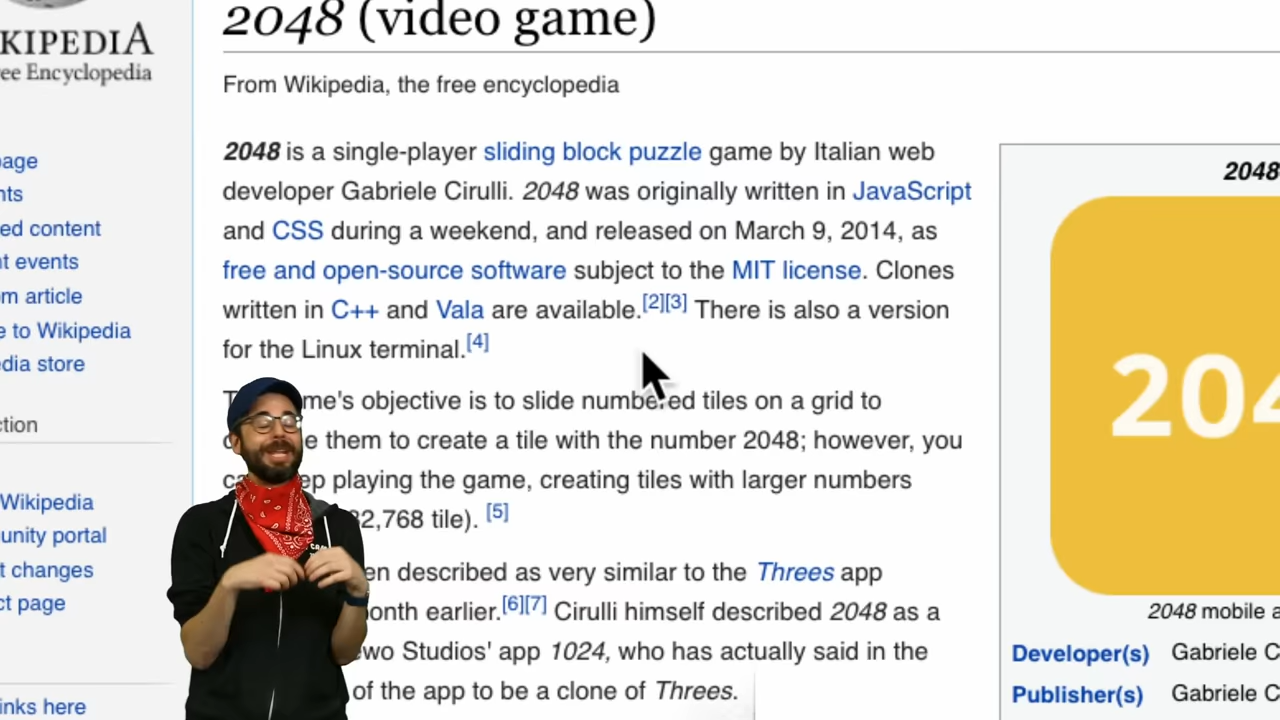 2048 (video game)
KIPEDIA
ee Encyclopedia
From Wikipedia, the free encyclopedia
2048 is a single-player sliding block puzzle game by Italian web
developer Gabriele Cirulli. 2048 was originally written in JavaScript
and CSS during a weekend, and released on March 9, 2014, as
free and open-source software subject to the MIT license. Clones
written in C++ and Vala are available.[2][3] There is also a version
for the Linux terminal.[4]
me's objective is to slide numbered tiles on a grid to
e them to create a tile with the number 2048; however, you
ep playing the game, creating tiles with larger numbers
2,768 tile). [5]
en described as very similar to the Threes app
onth earlier.[6][7] Cirulli himself described 2048 as a
wo Studios' app 1024, who has actually said in the
of the app to be a clone of Threes.
age
nts
ed content
t events
m article
e to Wikipedia
edia store
ction
Wikipedia
unity portal
t changes
ct page
inks here
2048
204
2048 mobile a
Developer(s) Gabriele C
Publisher(s) Gabriele C